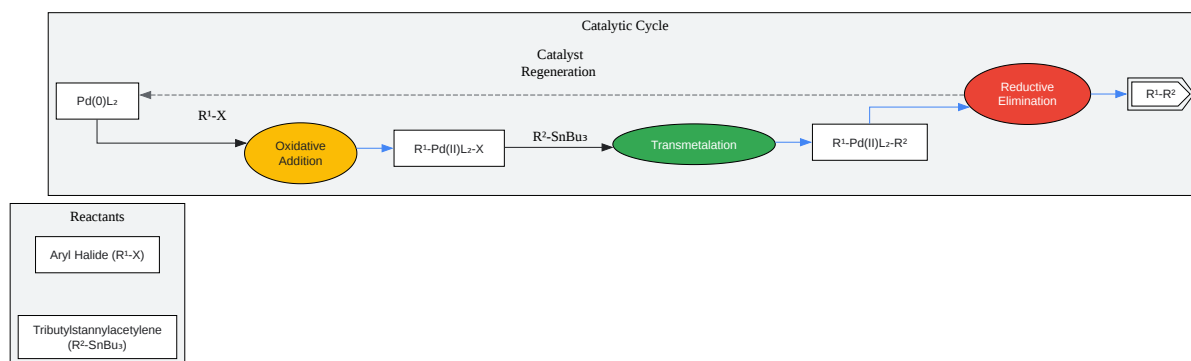 Catalytic Cycle
Catalyst
Regeneration
Pd(0)L₂
R¹-X
Oxidative
Addition
R¹-Pd(II)L₂-X
R²-SnBu₃
Transmetalation
R¹-Pd(II)L₂-R²
Reductive
Elimination
R¹-R²
Reactants
Aryl Halide (R¹-X)
Tributylstannylacetylene
(R²-SnBu₃)